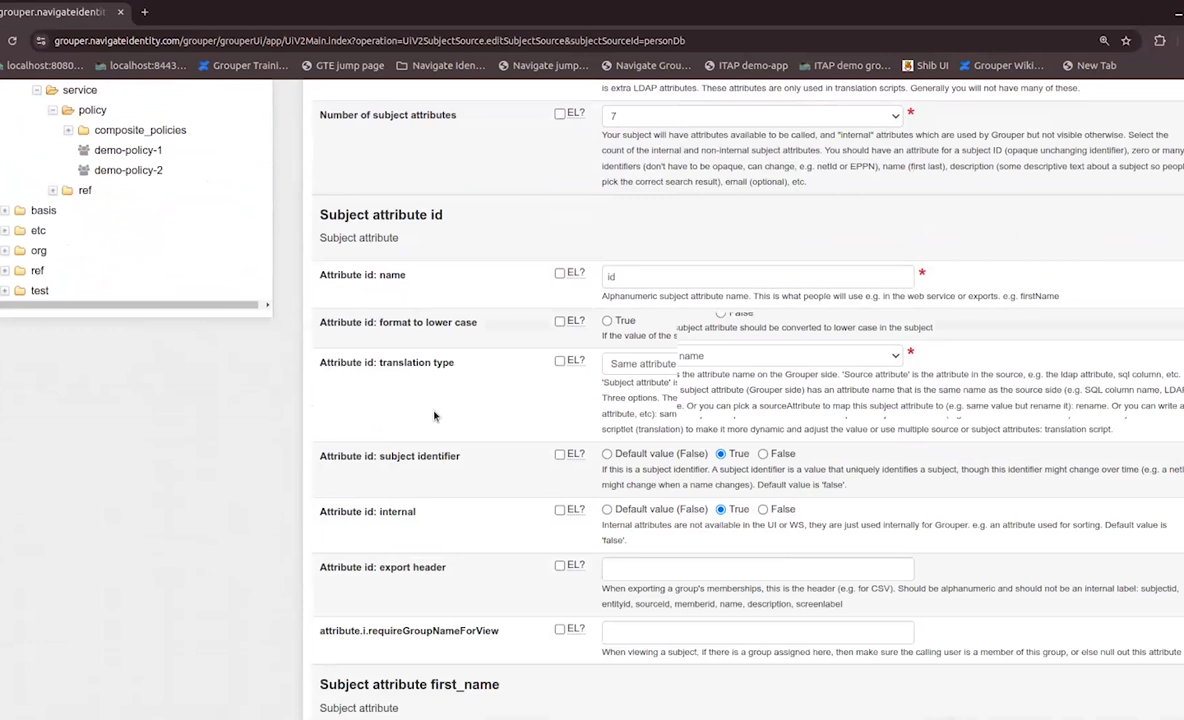 grouper.navigateidentity
grouper.navigateidentity.com/grouper/grouperUi/app/UiV2Main.index?operation=UiV2SubjectSource.editSubjectSource&subjectSourceId=personDb
localhost:8080... localhost:8443... Grouper Traini... GTE jump page Navigate Iden... Navigate jump... Navigate Grou... ITAP demo-app ITAP demo gro... Shib UI Grouper Wiki... New Tab
service
policy
composite_policies
demo-policy-1
demo-policy-2
ref
basis
etc
org
ref
test
is extra LDAP attributes. These attributes are only used in translation scripts. Generally you will not have many of these.
Number of subject attributes EL? 7 *
Your subject will have attributes available to be called, and "internal" attributes which are used by Grouper but not visible otherwise. Select the
count of the internal and non-internal subject attributes. You should have an attribute for a subject ID (opaque unchanging identifier), zero or many
identifiers (don't have to be opaque, can change, e.g. netId or EPPN), name (first last), description (some descriptive text about a subject so people
pick the correct search result), email (optional), etc.
Subject attribute id
Subject attribute
Attribute id: name EL? id *
Alphanumeric subject attribute name. This is what people will use e.g. in the web service or exports. e.g. firstName
Attribute id: format to lower case EL? True False
If the value of the s ubject attribute should be converted to lower case in the subject
Attribute id: translation type EL? Same attribute name *
'Subject attribute' is the attribute name on the Grouper side. 'Source attribute' is the attribute in the source, e.g. the ldap attribute, sql column, etc.
Three options. The subject attribute (Grouper side) has an attribute name that is the same name as the source side (e.g. SQL column name, LDA
attribute, etc): same e. Or you can pick a sourceAttribute to map this subject attribute to (e.g. same value but rename it): rename. Or you can write a
scriptlet (translation) to make it more dynamic and adjust the value or use multiple source or subject attributes: translation script.
Attribute id: subject identifier EL? Default value (False) True False
If this is a subject identifier. A subject identifier is a value that uniquely identifies a subject, though this identifier might change over time (e.g. a netI
might change when a name changes). Default value is 'false'.
Attribute id: internal EL? Default value (False) True False
Internal attributes are not available in the UI or WS, they are just used internally for Grouper. e.g. an attribute used for sorting. Default value is
'false'.
Attribute id: export header EL?
When exporting a group's memberships, this is the header (e.g. for CSV). Should be alphanumeric and should not be an internal label: subjectid,
entityid, sourceid, memberid, name, description, screenlabel
attribute.i.requireGroupNameForView EL?
When viewing a subject, if there is a group assigned here, then make sure the calling user is a member of this group, or else null out this attribute
Subject attribute first_name
Subject attribute